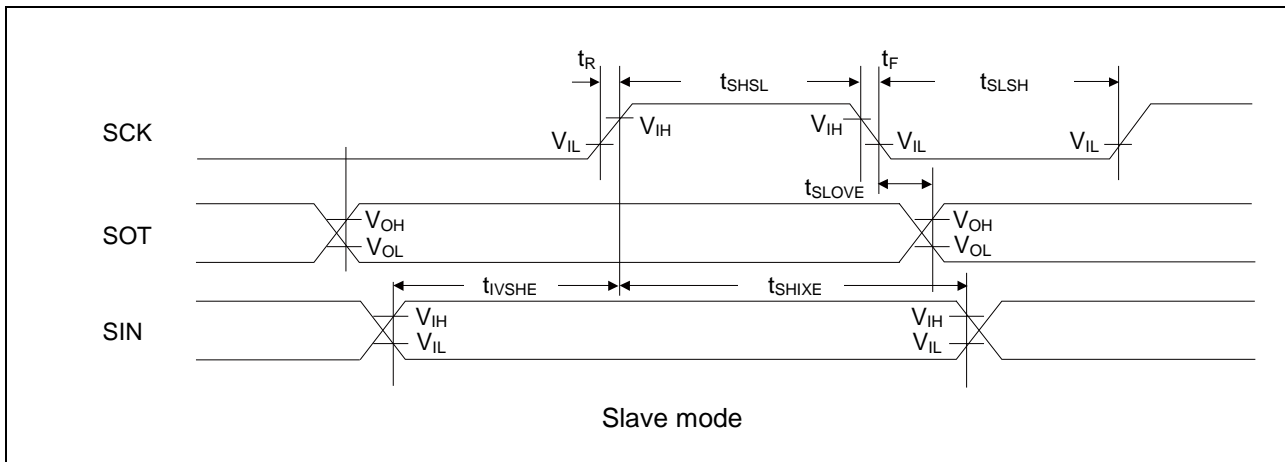 tR
tSHSL
tF
tSLSH
SCK
VIH
VIL
VIH
VIL
VIL
tSLOVE
SOT
VOH
VOL
VOH
VOL
tIVSHE
tSHIXE
SIN
VIH
VIL
VIH
VIL
Slave mode